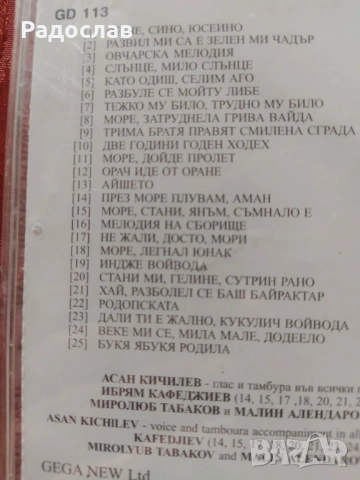 Радослав
GD 113
СИНО, ЮСЕИНО
[2] РАЗВИЛ МИ СА Е ЗЕЛЕН МИ ЧАДЪР
[3] ОВЧАРСКА МЕЛОДИЯ
[4] СЛЪНЦЕ, МИЛО СЛЪНЦЕ
[5] КАТО ОДИШ, СЕЛИМ АГО
[6] РАЗБУЛЕ СЕ МОЙТУ ЛИБЕ
[7] ТЕЖКО МУ БИЛО, ТРУДНО МУ БИЛО
[8] МОРЕ, ЗАТРУДНЕЛА ГРИВА ВАЙДА
[9] ТРИМА БРАТЯ ПРАВЯТ СМИЛЕНА СГРАДА
[10] ДВЕ ГОДИНИ ГОДЕН ХОДЕХ
[11] МОРЕ, ДОЙДЕ ПРОЛЕТ
[12] ОРАЧ ИДЕ ОТ ОРАНЕ
[13] АЙШЕТО
[14] ПРЕЗ МОРЕ ПЛУВАМ, АМАН
[15] МОРЕ, СТАНИ, ЯНЪМ, СЪМНАЛО Е
[16] МЕЛОДИЯ НА СБОРИЩЕ
[17] НЕ ЖАЛИ, ДОСТО, МОРИ
[18] МОРЕ, ЛЕГНАЛ ЮНАК
[19] ИНДЖЕ ВОЙВОДА
[20] СТАНИ МИ, ГЕЛИНЕ, СУТРИН РАНО
[21] ХАЙ, РАЗБОЛЕЛ СЕ БАШ БАЙРАКТАР
[22] РОДОПСКАТА
[23] ДАЛИ ТИ Е ЖАЛНО, КУКУЛИЧ ВОЙВОДА
[24] ВЕКЕ МИ СЕ, МИЛА МАЛЕ, ДОДЕЕЛО
[25] БУКЯ ЯБУКЯ РОДИЛА
АСАН КИЧИЛЕВ - глас и тамбура във всички
ИБРЯМ КАФЕДЖИЕВ (14, 15, 17 ,18, 20, 21, 2
МИРОЛЮБ ТАБАКОВ и МАЛИН АЛЕНДАРО
ASAN KICHILEV - voice and tamboura accompaniment in all
KAFEDJIEV (14, 15,
MIROLYUB TABAKOV and
GEGA NEW Ltd
bazar
БГ